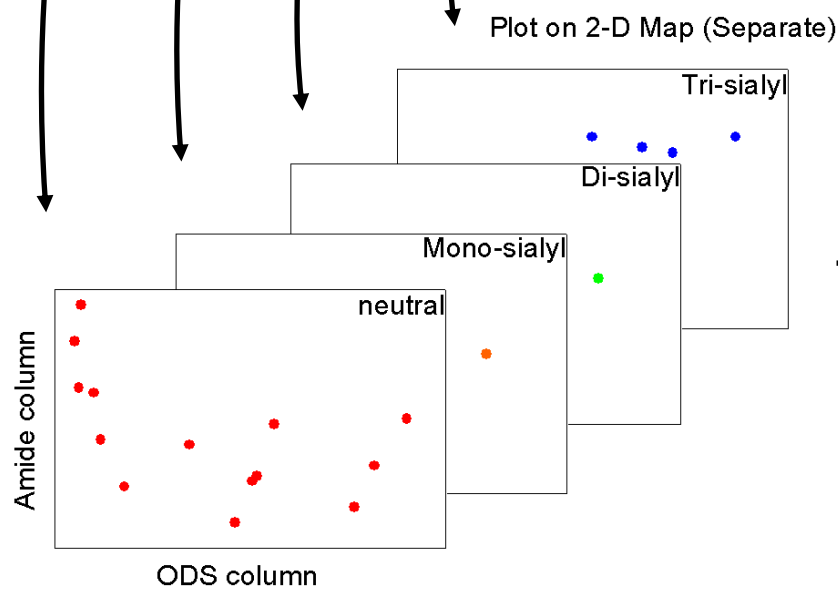 Plot on 2-D Map (Separate)
Tri-sialyl
Di-sialyl
Mono-sialyl
neutral
Amide column
ODS column